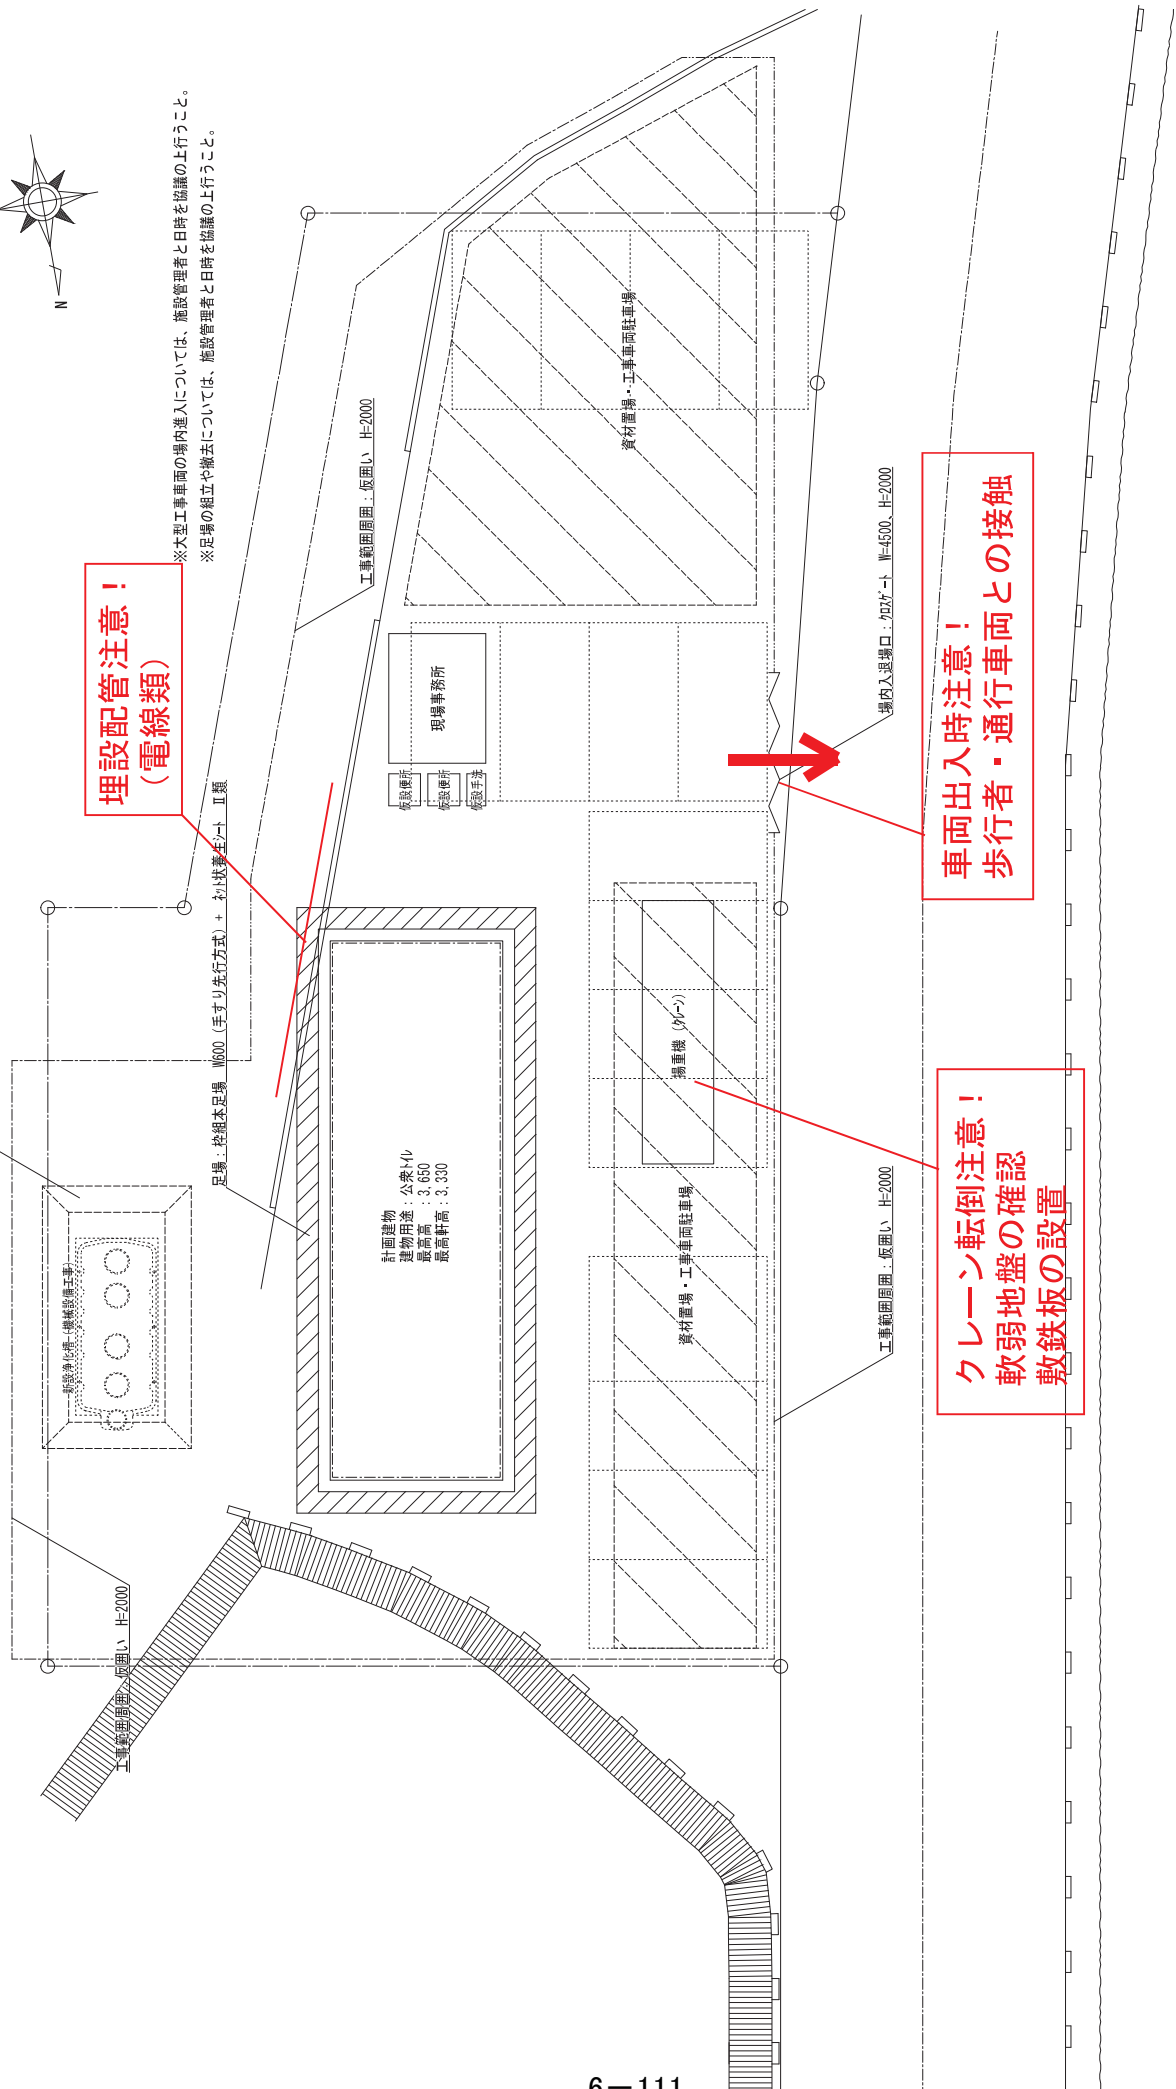 N
※大型工事車両の場内進入については、施設管理者と日時を協議の上行うこと。
※足場の組立や撤去については、施設管理者と日時を協議の上行うこと。
埋設配管注意！
（電線類）
足場：枠組本足場　W600（手すり先行方式）+　ﾈｯﾄ状養生ｼｰﾄ　Ⅱ類
工事範囲周囲：仮囲い　H=2000
資材置場・工事車両駐車場
現場事務所
仮設便所
仮設便所
仮設手洗
場内入退場口：ｸﾛｽｹﾞｰﾄ　W=4500、H=2000
車両出入時注意！
歩行者・通行車両との接触
新設浄化槽（機械設備工事）
計画建物
建物用途：公衆ﾄｲﾚ
最高高　：3,650
最高軒高：3,330
揚重機（ｸﾚｰﾝ）
資材置場・工事車両駐車場
工事範囲周囲：仮囲い　H=2000
クレーン転倒注意！
軟弱地盤の確認
敷鉄板の設置
工事範囲周囲：仮囲い　H=2000
6－111